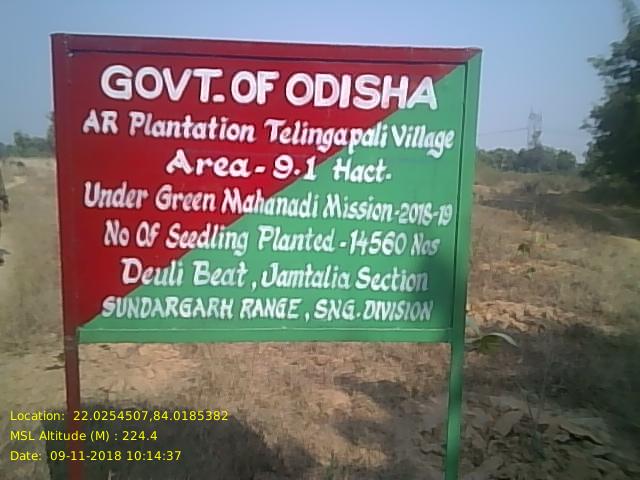 GOVT. OF ODISHA
AR Plantation Telingapali Village
Area - 9.1 Hact.
Under Green Mahanadi Mission-2018-19
No Of Seedling Planted - 14560 Nos
Deuli Beat, Jamtalia Section
SUNDARGARH RANGE, SNG. DIVISION
Location: 22.0254507,84.0185382
MSL Altitude (M) : 224.4
Date: 09-11-2018 10:14:37